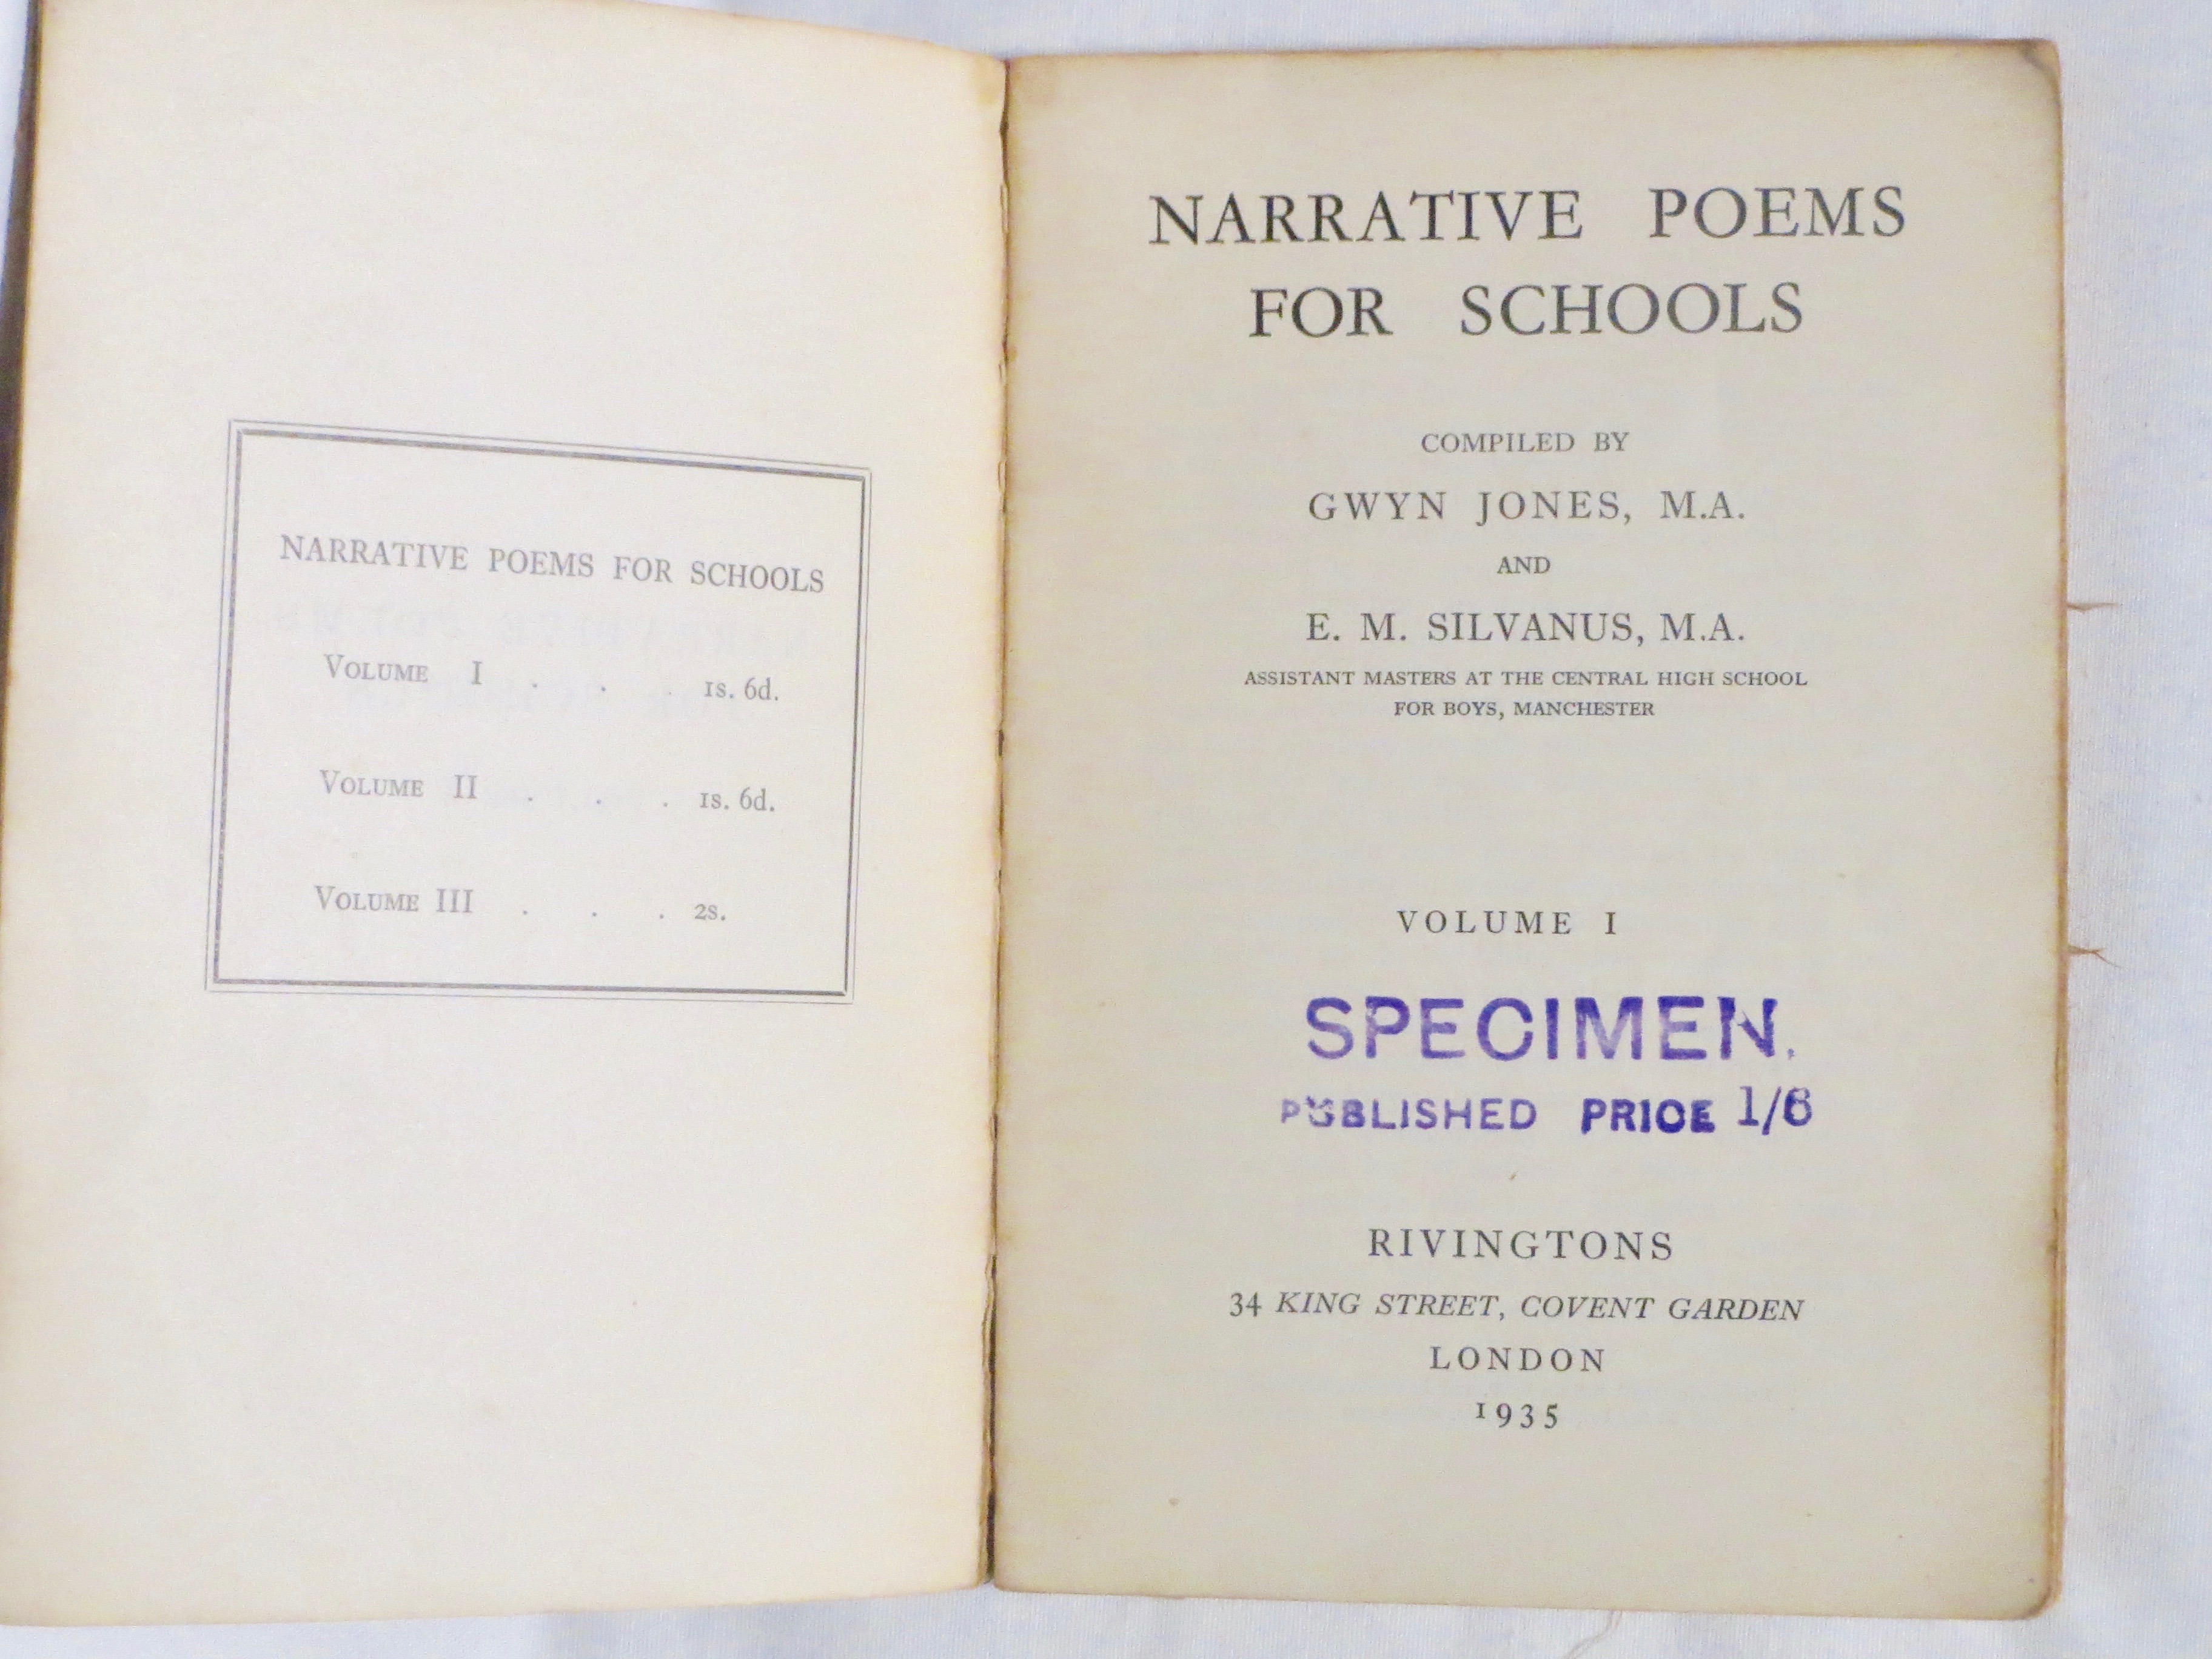 NARRATIVE POEMS FOR SCHOOLS
VOLUME I . . . 1s. 6d.
VOLUME II . . . 1s. 6d.
VOLUME III . . . 2s.
NARRATIVE POEMS
FOR SCHOOLS
COMPILED BY
GWYN JONES, M.A.
AND
E. M. SILVANUS, M.A.
ASSISTANT MASTERS AT THE CENTRAL HIGH SCHOOL
FOR BOYS, MANCHESTER
VOLUME I
SPECIMEN.
PUBLISHED PRICE 1/6
RIVINGTONS
34 KING STREET, COVENT GARDEN
LONDON
1935